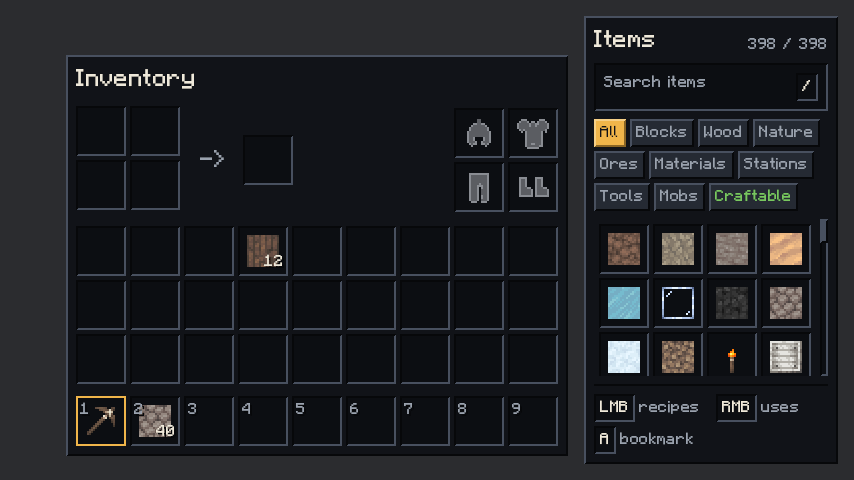 Inventory
12
1 2 3 4 5 6 7 8 9
40
Items
398 / 398
Search items /
All Blocks Wood Nature
Ores Materials Stations
Tools Mobs Craftable
LMB recipes RMB uses
A bookmark